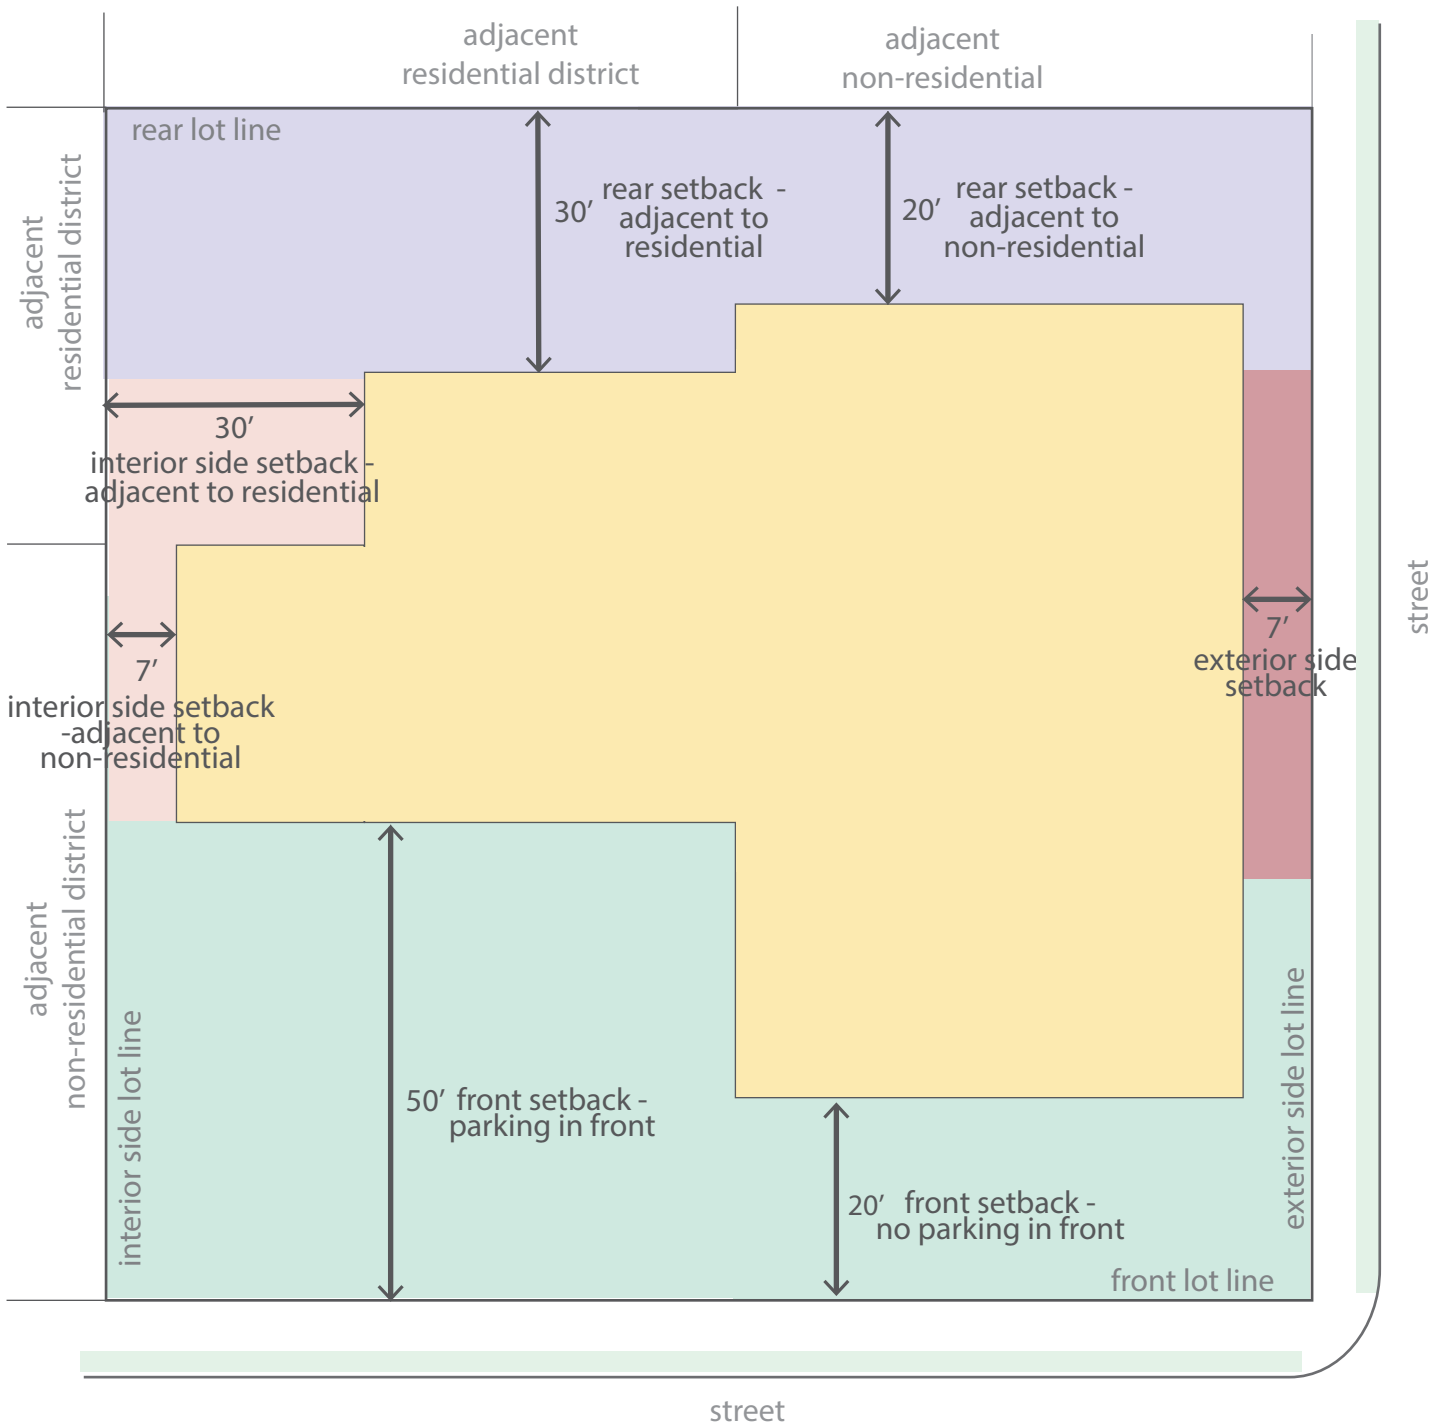 adjacent
residential district
adjacent
non-residential
rear lot line
adjacent
residential district
30’
rear setback -
adjacent to
residential
20’
rear setback -
adjacent to
non-residential
30’
interior side setback -
adjacent to residential
7’
interior side setback
-adjacent to
non-residential
7’
exterior side
setback
street
adjacent
non-residential district
interior side lot line
50’ front setback -
parking in front
20’ front setback -
no parking in front
exterior side lot line
front lot line
street